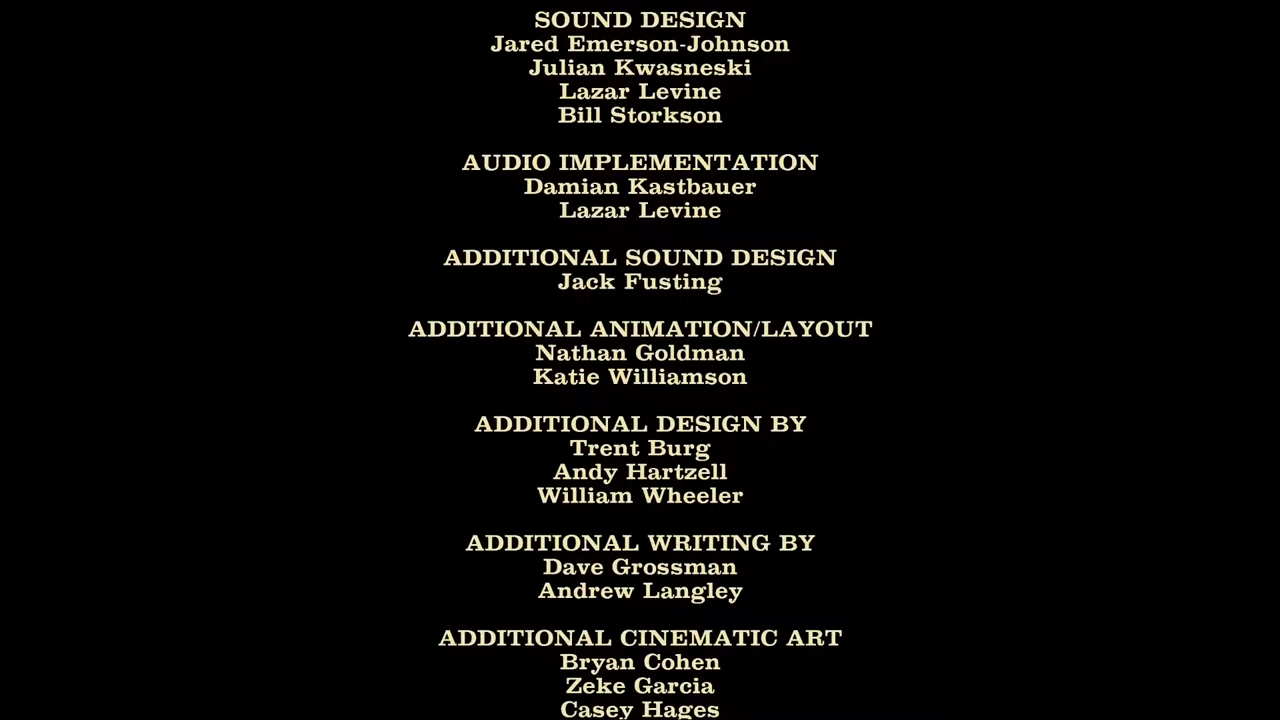 SOUND DESIGN
Jared Emerson-Johnson
Julian Kwasneski
Lazar Levine
Bill Storkson
AUDIO IMPLEMENTATION
Damian Kastbauer
Lazar Levine
ADDITIONAL SOUND DESIGN
Jack Fusting
ADDITIONAL ANIMATION/LAYOUT
Nathan Goldman
Katie Williamson
ADDITIONAL DESIGN BY
Trent Burg
Andy Hartzell
William Wheeler
ADDITIONAL WRITING BY
Dave Grossman
Andrew Langley
ADDITIONAL CINEMATIC ART
Bryan Cohen
Zeke Garcia
Casey Hages